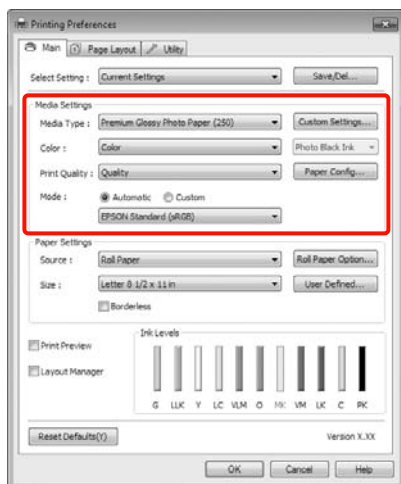 Printing Preferences
Main Page Layout Utility
Select Setting : Current Settings Save/Del...
Media Settings
Media Type : Premium Glossy Photo Paper (250) Custom Settings...
Color : Color Photo Black Ink
Print Quality : Quality Paper Config...
Mode : Automatic Custom
EPSON Standard (sRGB)
Paper Settings
Source : Roll Paper Roll Paper Option...
Size : Letter 8 1/2 x 11 in User Defined...
Borderless
Ink Levels
Print Preview
Layout Manager
G LLK Y LC VLM O MK VM LK C PK
Reset Defaults(Y) Version X.XX
OK Cancel Help